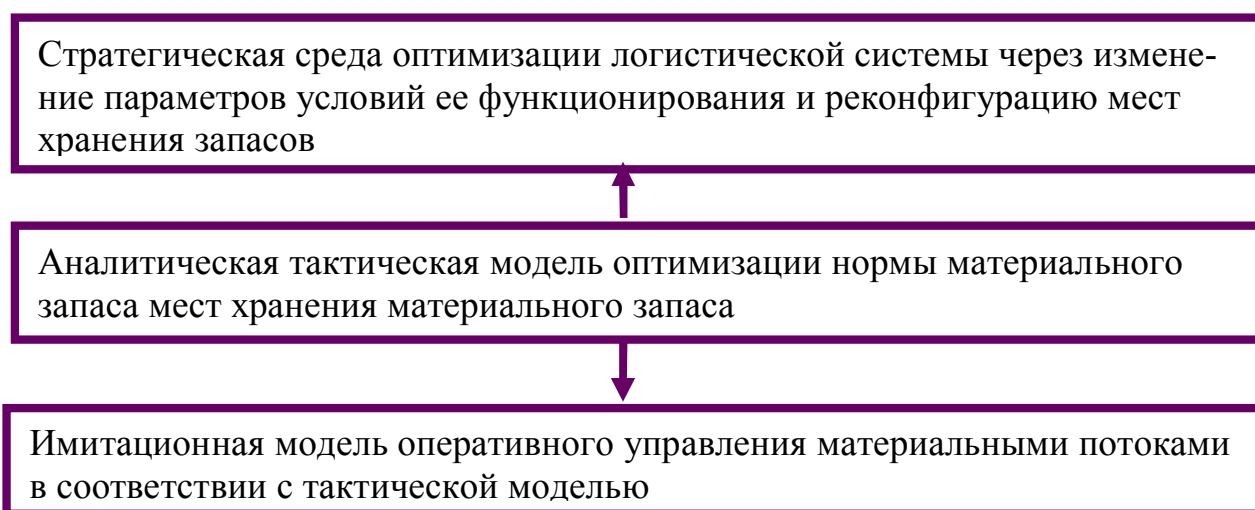 Стратегическая среда оптимизации логистической системы через измене-
ние параметров условий ее функционирования и реконфигурацию мест
хранения запасов
Аналитическая тактическая модель оптимизации нормы материального
запаса мест хранения материального запаса
Имитационная модель оперативного управления материальными потоками
в соответствии с тактической моделью